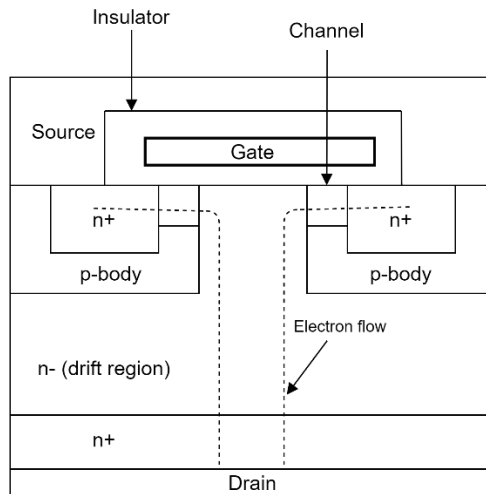 Insulator
Channel
Source
Gate
n+
n+
p-body
p-body
Electron flow
n- (drift region)
n+
Drain